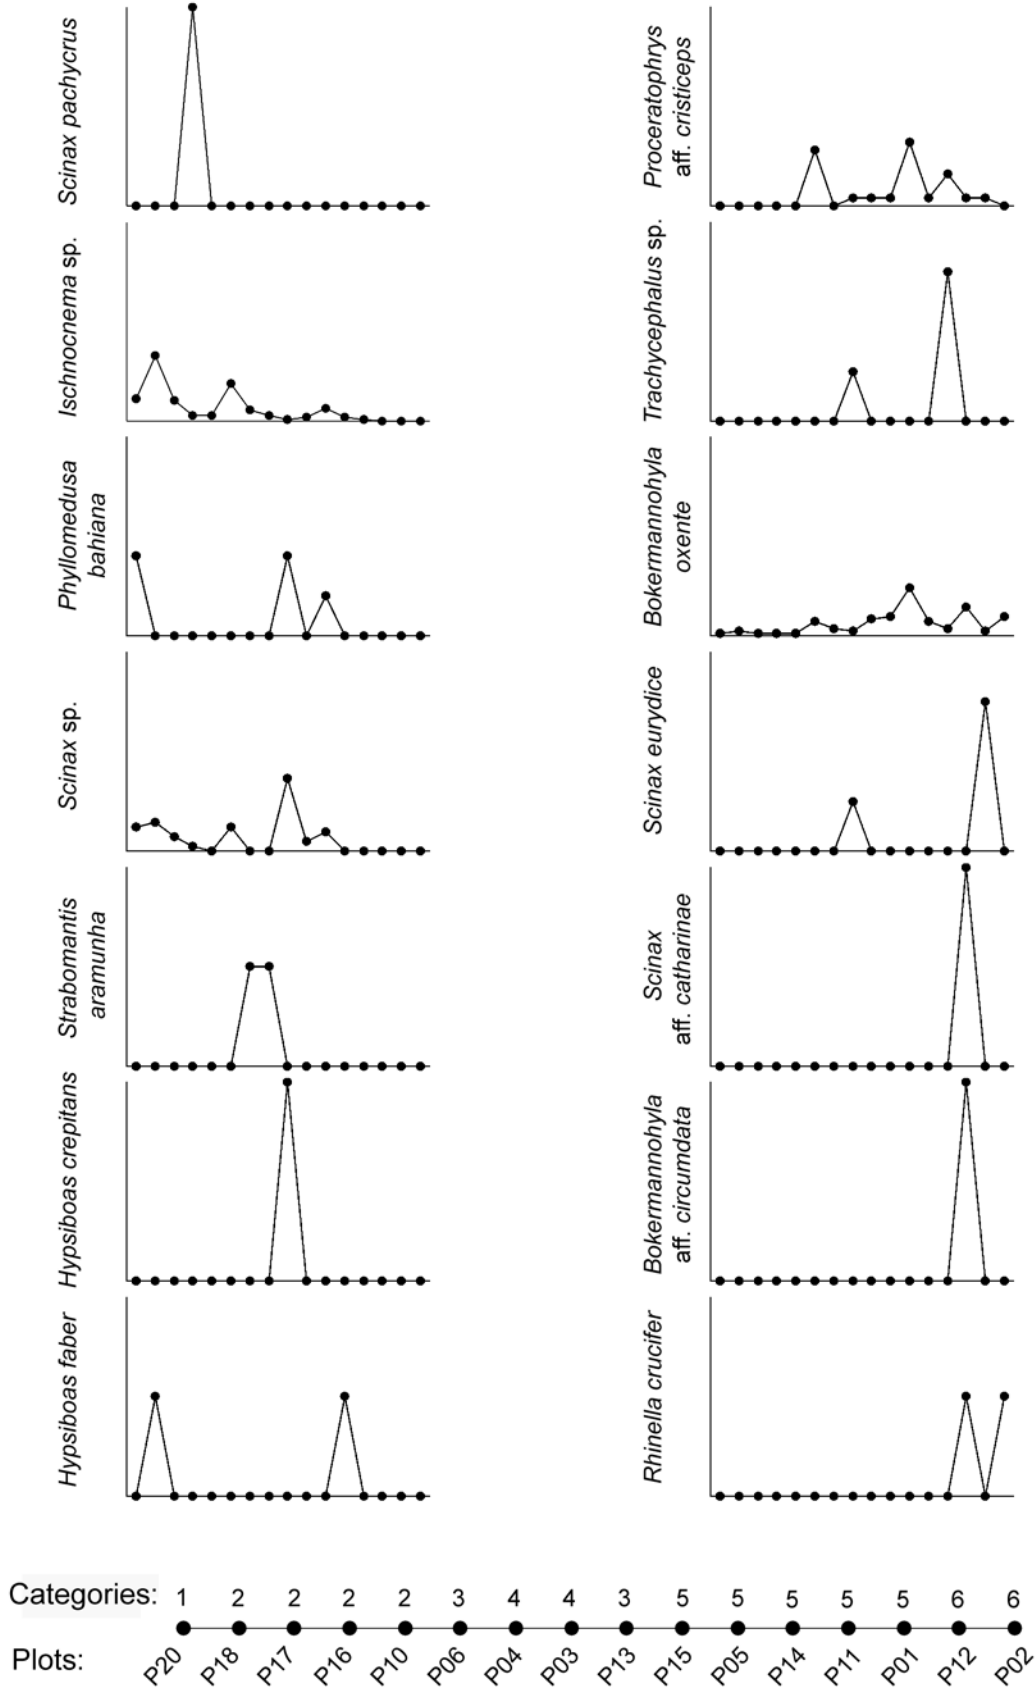 Scinax pachycrus
Proceratophrys
aff. cristiceps
Ischnocnema sp.
Trachycephalus sp.
Phyllomedusa
bahiana
Bokermannohyla
oxente
Scinax sp.
Scinax eurydice
Strabomantis
aramunha
Scinax
aff. catharinae
Hypsiboas crepitans
Bokermannohyla
aff. circumdata
Hypsiboas faber
Rhinella crucifer
Categories: 1 2 2 2 2 3 4 4 3 5 5 5 5 5 6 6
Plots: P20 P18 P17 P16 P10 P06 P04 P03 P13 P15 P05 P14 P11 P01 P12 P02